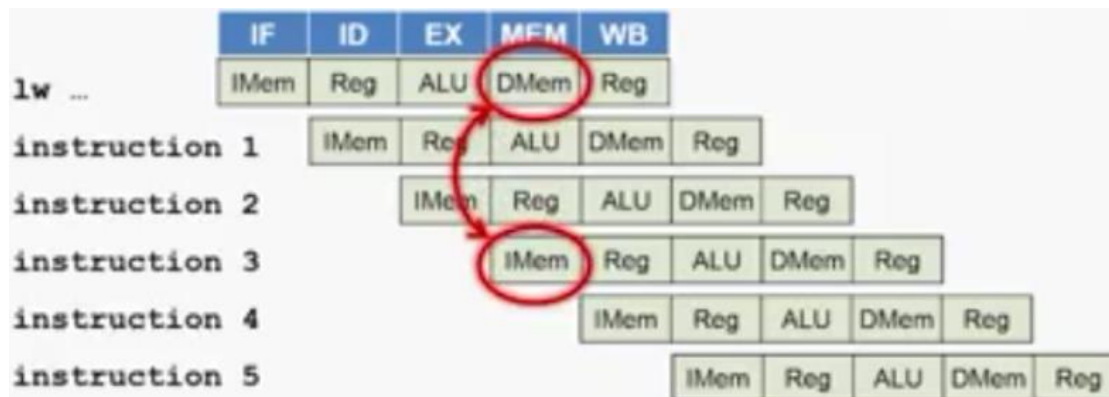 IF ID EX MEM WB
lw ... IMem Reg ALU DMem Reg
instruction 1 IMem Reg ALU DMem Reg
instruction 2 IMem Reg ALU DMem Reg
instruction 3 IMem Reg ALU DMem Reg
instruction 4 IMem Reg ALU DMem Reg
instruction 5 IMem Reg ALU DMem Reg